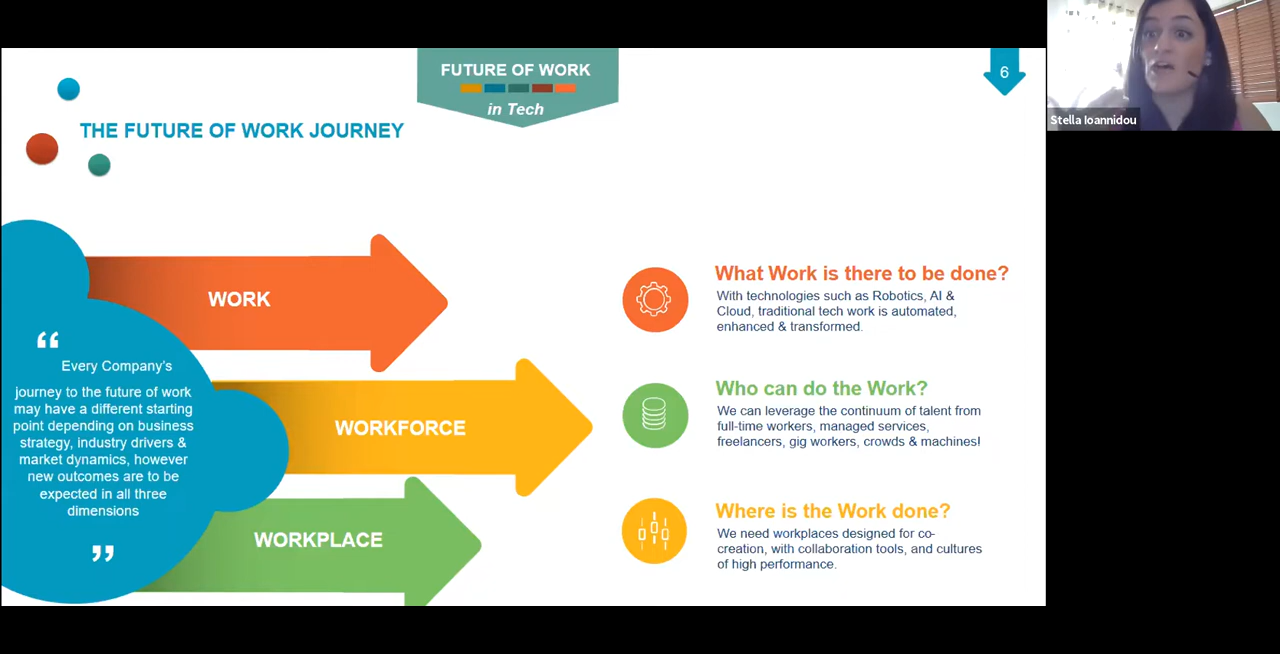 FUTURE OF WORK
in Tech
6
Stella Ioannidou
THE FUTURE OF WORK JOURNEY
WORK
WORKFORCE
WORKPLACE
“
Every Company’s
journey to the future of work
may have a different starting
point depending on business
strategy, industry drivers &
market dynamics, however
new outcomes are to be
expected in all three
dimensions
”
What Work is there to be done?
With technologies such as Robotics, AI &
Cloud, traditional tech work is automated,
enhanced & transformed.
Who can do the Work?
We can leverage the continuum of talent from
full-time workers, managed services,
freelancers, gig workers, crowds & machines!
Where is the Work done?
We need workplaces designed for co-
creation, with collaboration tools, and cultures
of high performance.